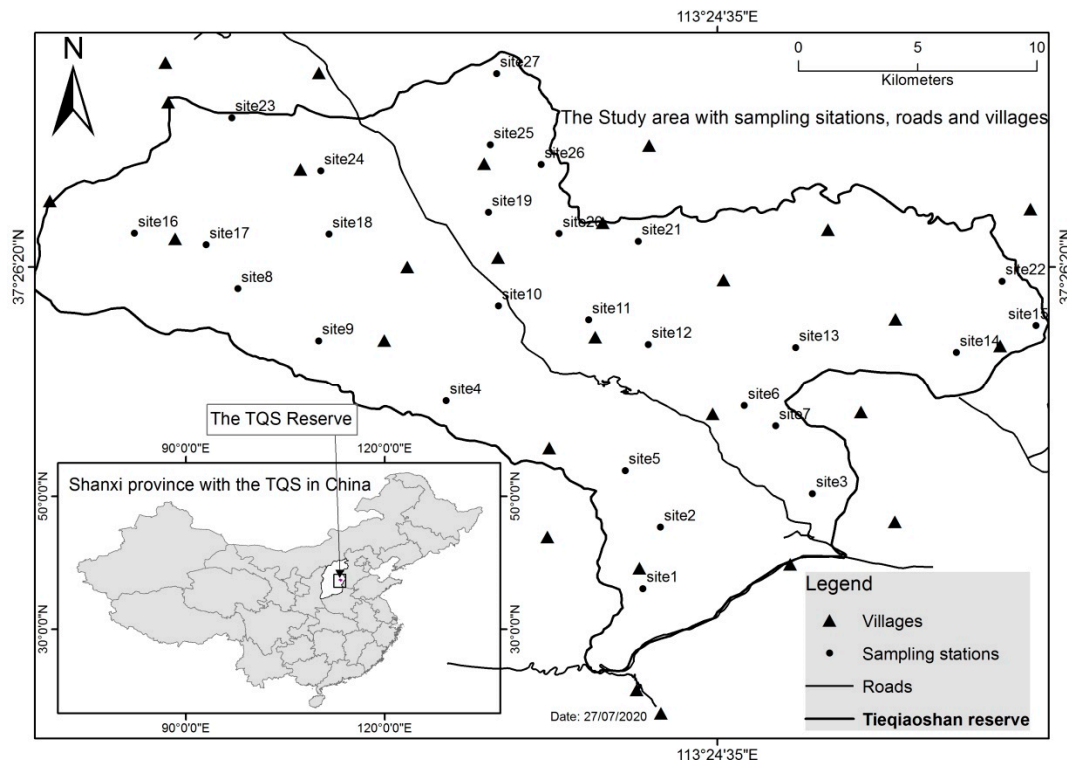 113°24'35"E
N
0 5 10
Kilometers
site27
site23
The Study area with sampling sitations, roads and villages
site25
site24
site26
site19
site16
site17
site18
site20
site21
37°26'20"N
37°26'20"N
site8
site22
site10
site11
site15
site9
site12
site13
site14
site4
site6
The TQS Reserve
site7
90°0'0"E
120°0'0"E
site5
Shanxi province with the TQS in China
site3
50°0'0"N
50°0'0"N
site2
site1
Legend
Villages
30°0'0"N
30°0'0"N
Sampling stations
Roads
Date: 27/07/2020
Tieqiaoshan reserve
90°0'0"E
120°0'0"E
113°24'35"E